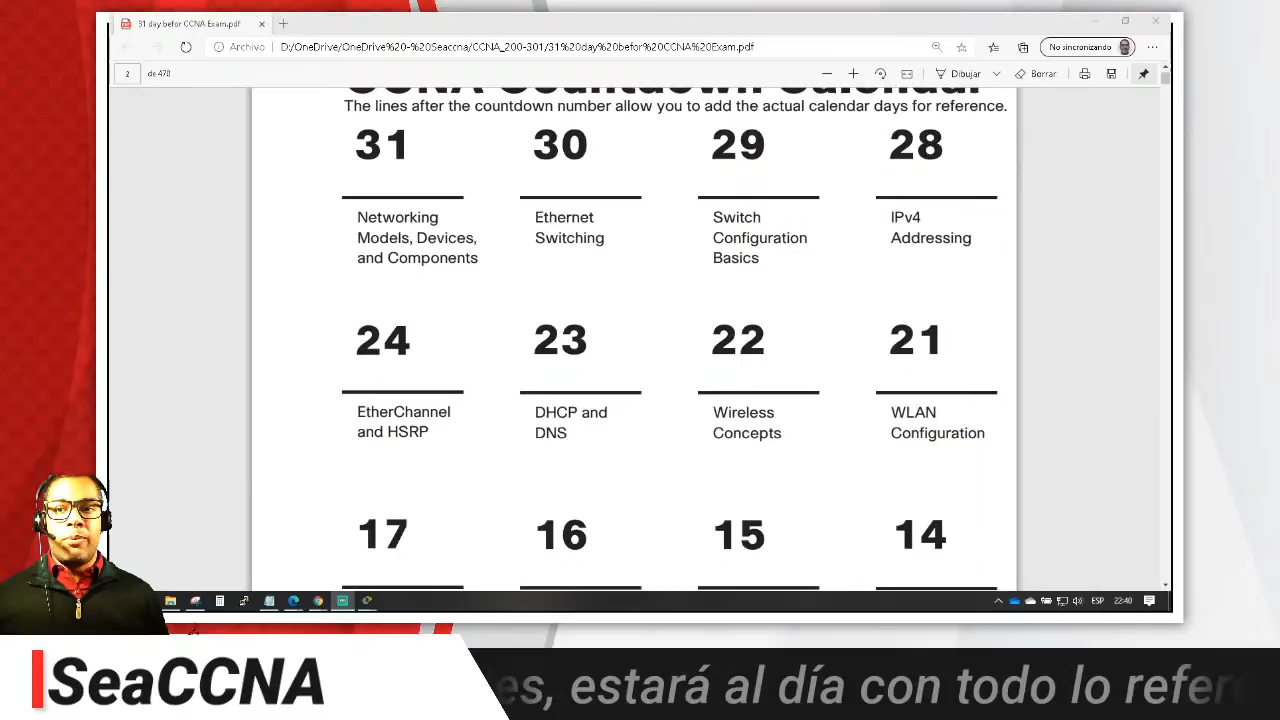 31 day befor CCNA Exam.pdf
Archivo
D:/OneDrive/OneDrive%20-%20Seaccna/CCNA_200-301/31%20day%20befor%20CCNA%20Exam.pdf
No sincronizando
2
de 470
Dibujar
Borrar
CCNA Countdown Calendar
The lines after the countdown number allow you to add the actual calendar days for reference.
31
30
29
28
Networking
Models, Devices,
and Components
Ethernet
Switching
Switch
Configuration
Basics
IPv4
Addressing
24
23
22
21
EtherChannel
and HSRP
DHCP and
DNS
Wireless
Concepts
WLAN
Configuration
17
16
15
14
ESP
22:40
SeaCCNA
es, estará al día con todo lo refer